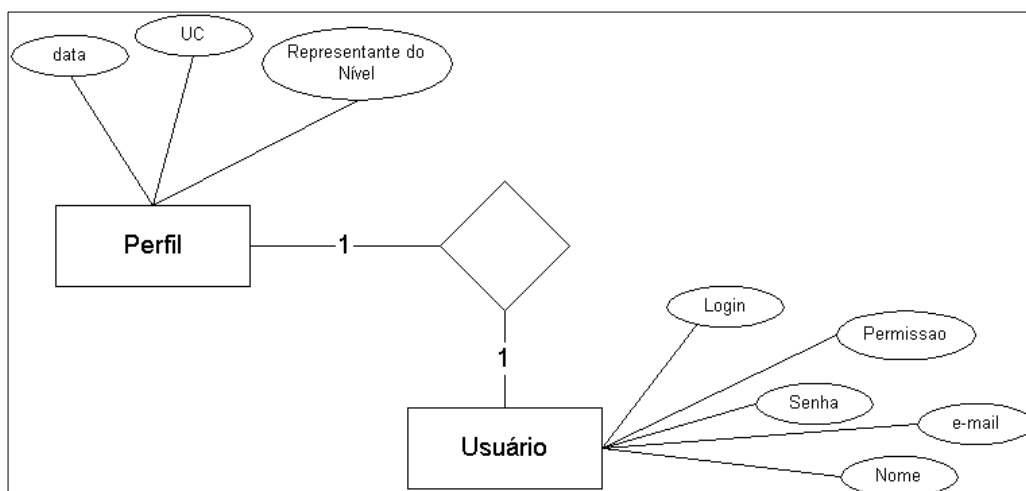 data
UC
Representante do
Nível
Perfil
1
1
Login
Permissao
Senha
e-mail
Usuário
Nome